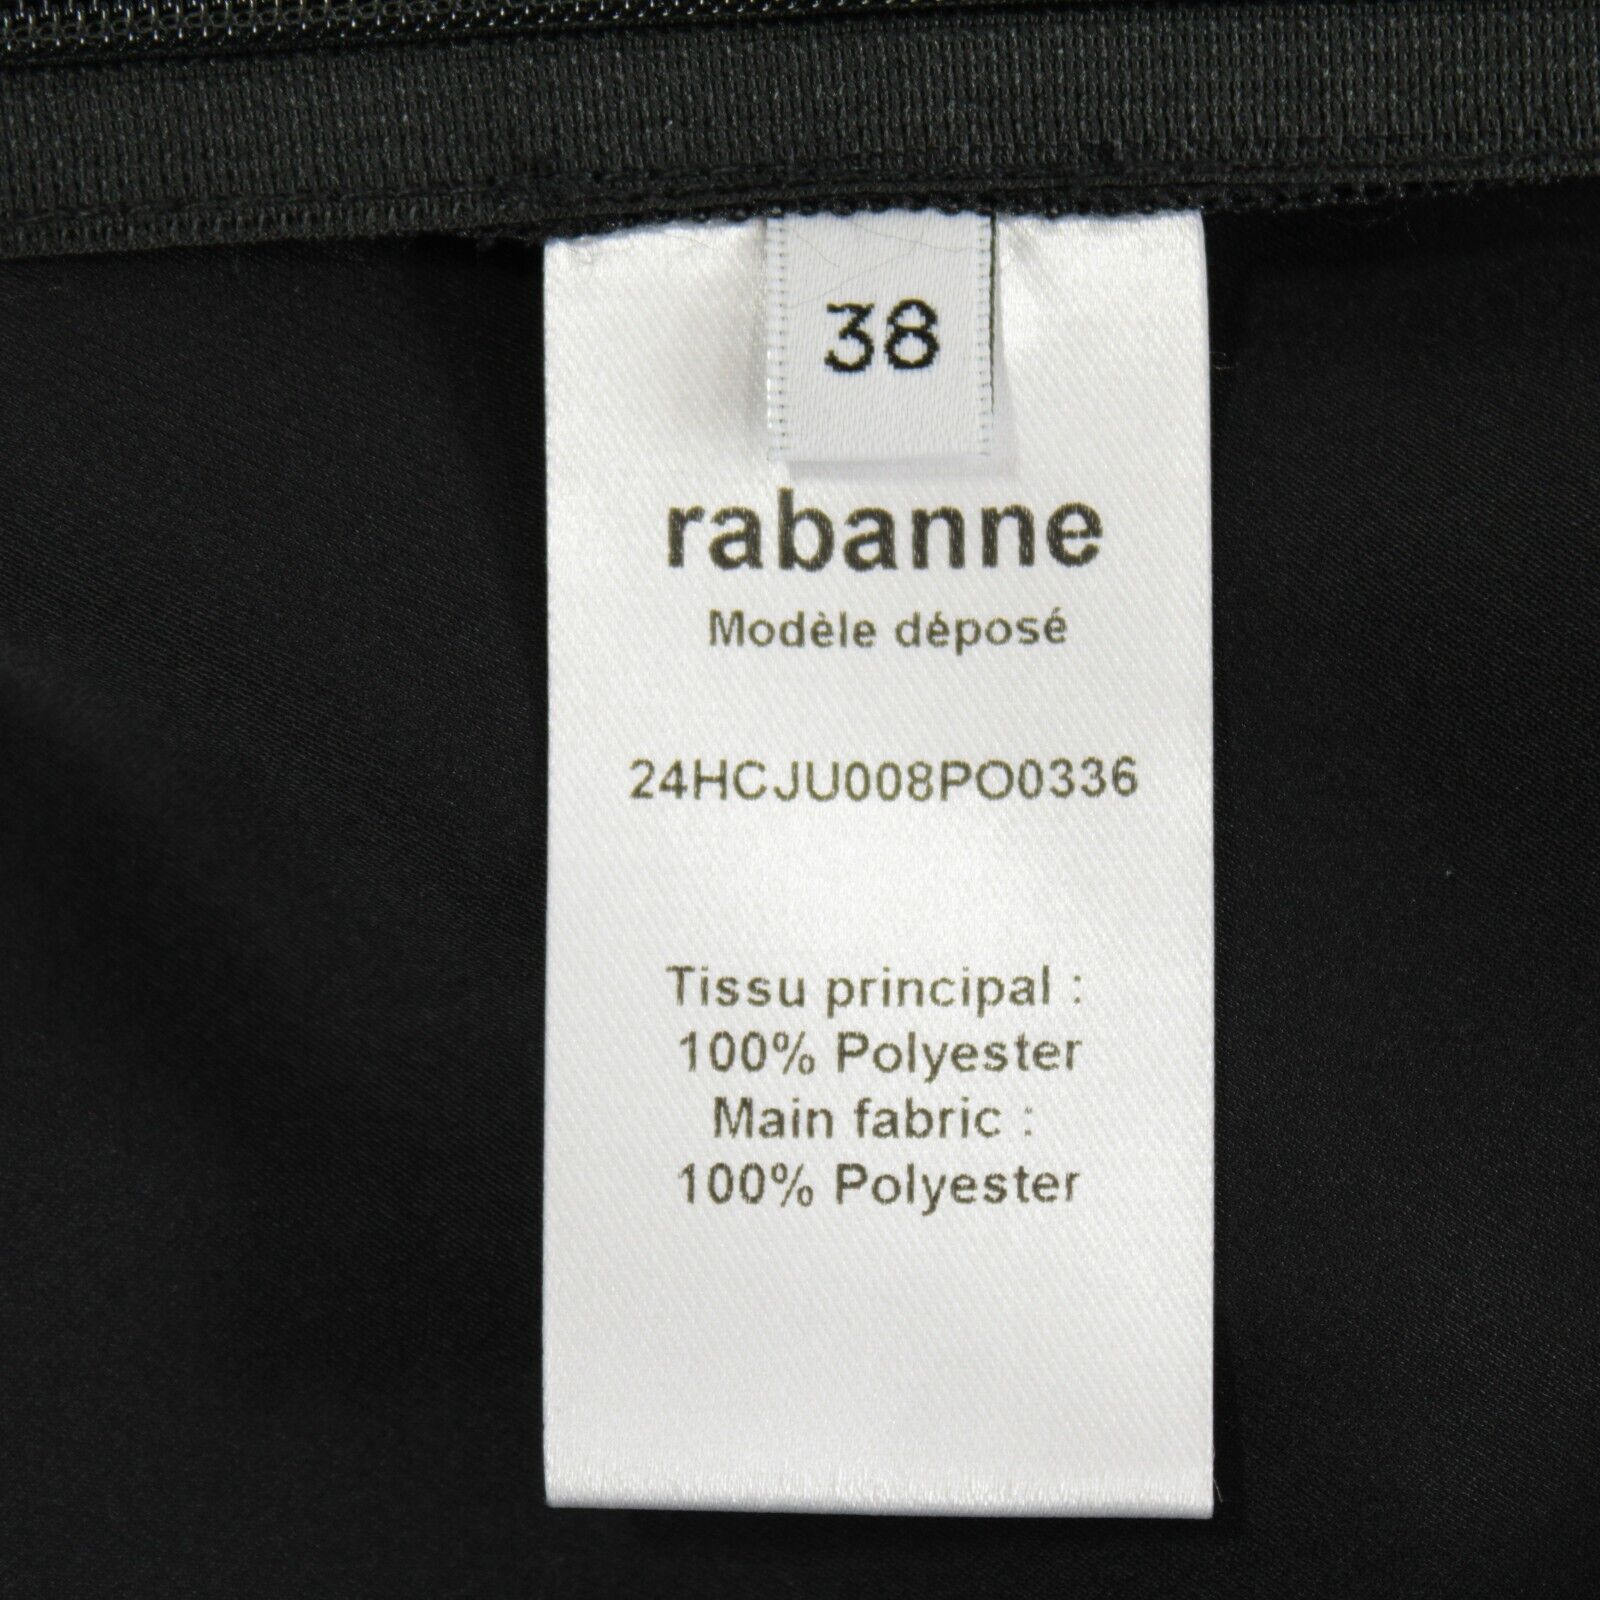 38
rabanne
Modèle déposé
24HCJU008PO0336
Tissu principal :
100% Polyester
Main fabric :
100% Polyester